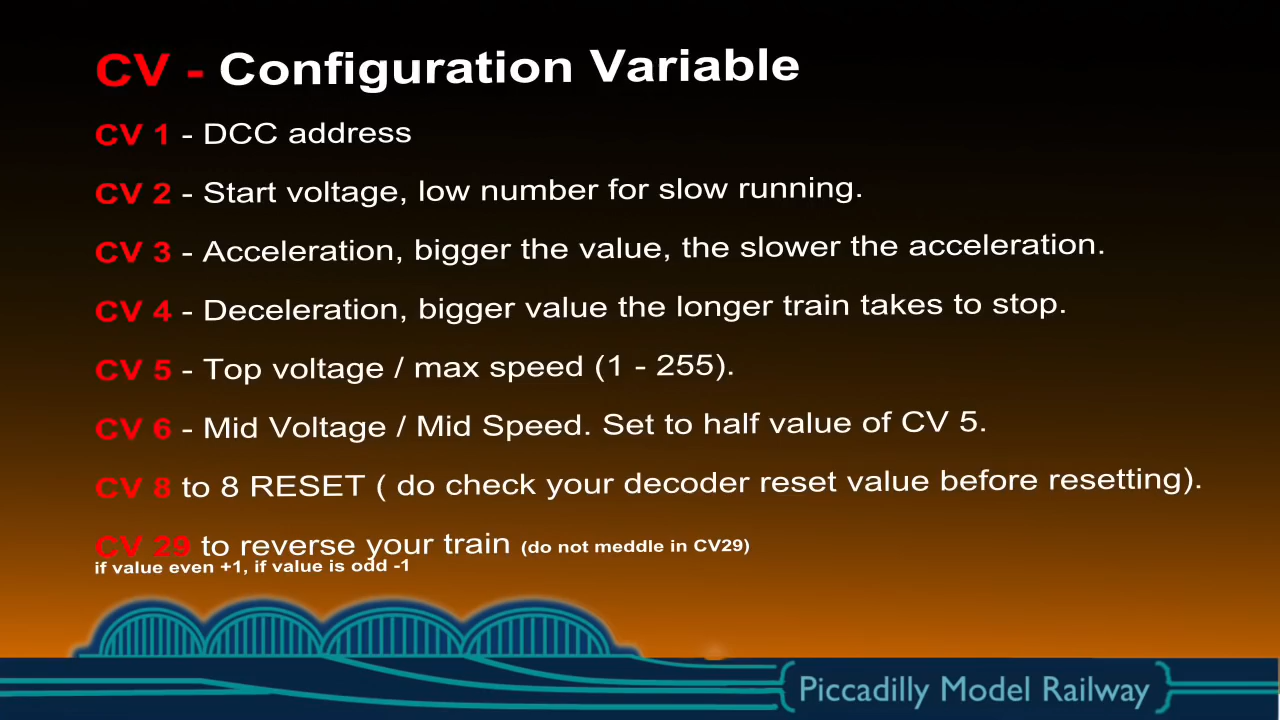 CV - Configuration Variable
CV 1 - DCC address
CV 2 - Start voltage, low number for slow running.
CV 3 - Acceleration, bigger the value, the slower the acceleration.
CV 4 - Deceleration, bigger value the longer train takes to stop.
CV 5 - Top voltage / max speed (1 - 255).
CV 6 - Mid Voltage / Mid Speed. Set to half value of CV 5.
CV 8 to 8 RESET ( do check your decoder reset value before resetting).
CV 29 to reverse your train (do not meddle in CV29)
if value even +1, if value is odd -1
Piccadilly Model Railway